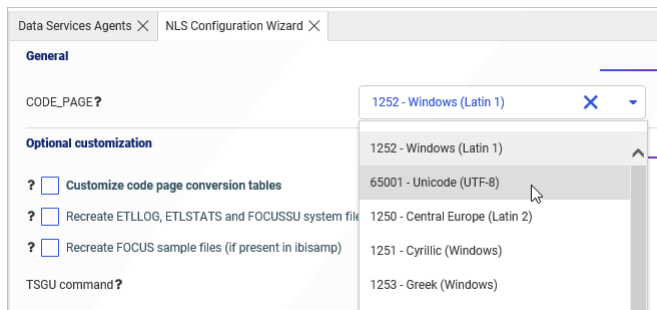 Data Services Agents NLS Configuration Wizard
General
CODE_PAGE? 1252 - Windows (Latin 1)
Optional customization
1252 - Windows (Latin 1)
? Customize code page conversion tables
65001 - Unicode (UTF-8)
? Recreate ETLLOG, ETLSTATS and FOCUSSU system file
1250 - Central Europe (Latin 2)
? Recreate FOCUS sample files (if present in ibisamp)
1251 - Cyrillic (Windows)
TSGU command?
1253 - Greek (Windows)